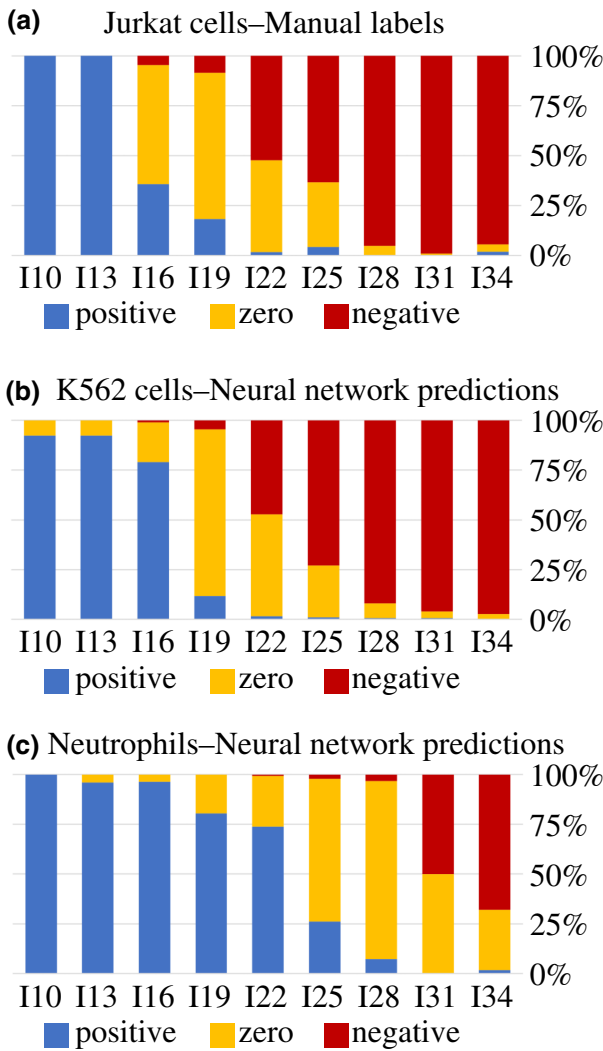 (a) Jurkat cells–Manual labels
100%
75%
50%
25%
0%
I10 I13 I16 I19 I22 I25 I28 I31 I34
positive zero negative
(b) K562 cells–Neural network predictions
100%
75%
50%
25%
0%
I10 I13 I16 I19 I22 I25 I28 I31 I34
positive zero negative
(c) Neutrophils–Neural network predictions
100%
75%
50%
25%
0%
I10 I13 I16 I19 I22 I25 I28 I31 I34
positive zero negative